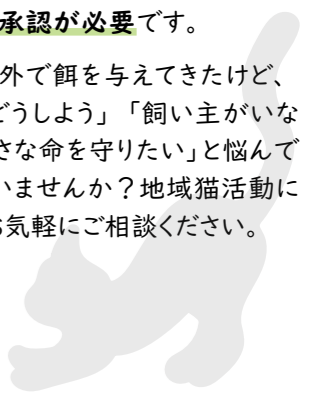 承認が必要です。
外で餌を与えてきたけど、
どうしよう」「飼い主がいな
さな命を守りたい」と悩んで
いませんか？地域猫活動に
お気軽にご相談ください。